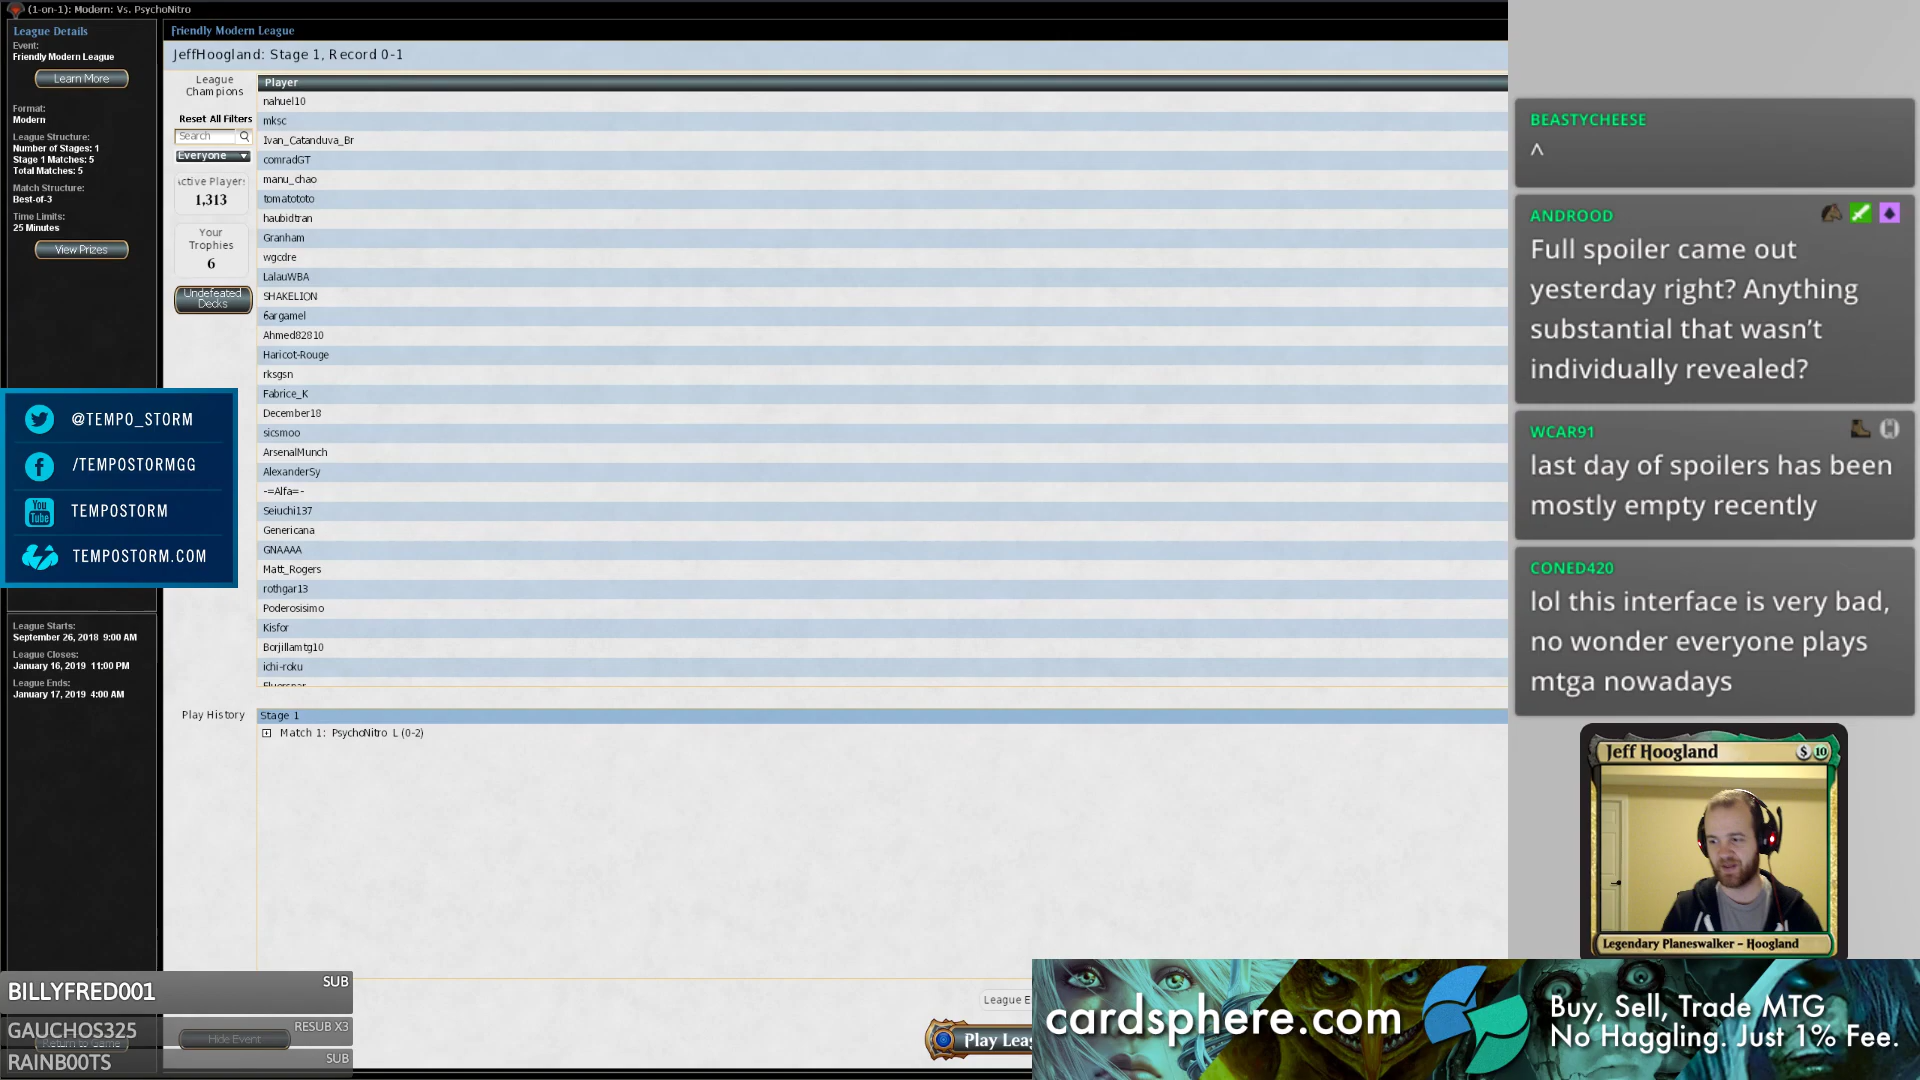 (1-on-1): Modern: Vs. PsychoNitro
League Details
Event:
Friendly Modern League
Learn More
Format:
Modern
League Structure:
Number of Stages: 1
Stage 1 Matches: 5
Total Matches: 5
Match Structure:
Best-of-3
Time Limits:
25 Minutes
View Prizes
@TEMPO_STORM
/TEMPOSTORMGG
You Tube
TEMPOSTORM
TEMPOSTORM.COM
League Starts:
September 26, 2018 9:00 AM
League Closes:
January 16, 2019 11:00 PM
League Ends:
January 17, 2019 4:00 AM
Friendly Modern League
JeffHoogland: Stage 1, Record 0-1
League
Champions
Reset All Filters
Search
Everyone
Active Players
1,313
Your
Trophies
6
Undefeated
Decks
Player
nahuel10
mksc
Ivan_Catanduva_Br
comradGT
manu_chao
tomatototo
haubidtran
Granham
wgcdre
LalauWBA
SHAKELION
6argamel
Ahmed82810
Haricot-Rouge
rksgsn
Fabrice_K
December18
sicsmoo
ArsenalMunch
AlexanderSy
-=Alfa=-
Seiuchi137
Genericana
GNAAAA
Matt_Rogers
rothgar13
Poderosisimo
Kisfor
Borjillamtg10
ichi-roku
Play History
Stage 1
Match 1: PsychoNitro L (0-2)
League E
Play Leag
BILLYFRED001
SUB
GAUCHOS325
RESUB X3
Return to Game
Hide Event
RAINB00TS
SUB
BEASTYCHEESE
^
ANDROOD
Full spoiler came out
yesterday right? Anything
substantial that wasn't
individually revealed?
WCAR91
last day of spoilers has been
mostly empty recently
CONED420
lol this interface is very bad,
no wonder everyone plays
mtga nowadays
Jeff Hoogland
$ 10
Legendary Planeswalker – Hoogland
cardsphere.com
Buy, Sell, Trade MTG
No Haggling. Just 1% Fee.